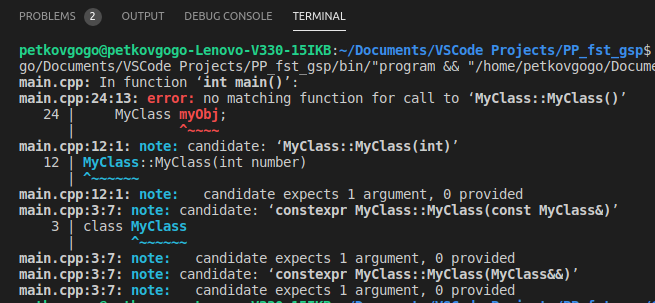 PROBLEMS 2 OUTPUT DEBUG CONSOLE TERMINAL
petkovgogo@petkovgogo-Lenovo-V330-15IKB:~/Documents/VSCode Projects/PP_fst_gsp$
go/Documents/VSCode Projects/PP_fst_gsp/bin/"program && "/home/petkovgogo/Docume
main.cpp: In function ‘int main()’:
main.cpp:24:13: error: no matching function for call to ‘MyClass::MyClass()’
24 | MyClass myObj;
| ^~~~~
main.cpp:12:1: note: candidate: ‘MyClass::MyClass(int)’
12 | MyClass::MyClass(int number)
| ^~~~~~~
main.cpp:12:1: note: candidate expects 1 argument, 0 provided
main.cpp:3:7: note: candidate: ‘constexpr MyClass::MyClass(const MyClass&)’
3 | class MyClass
| ^~~~~~~
main.cpp:3:7: note: candidate expects 1 argument, 0 provided
main.cpp:3:7: note: candidate: ‘constexpr MyClass::MyClass(MyClass&&)’
main.cpp:3:7: note: candidate expects 1 argument, 0 provided